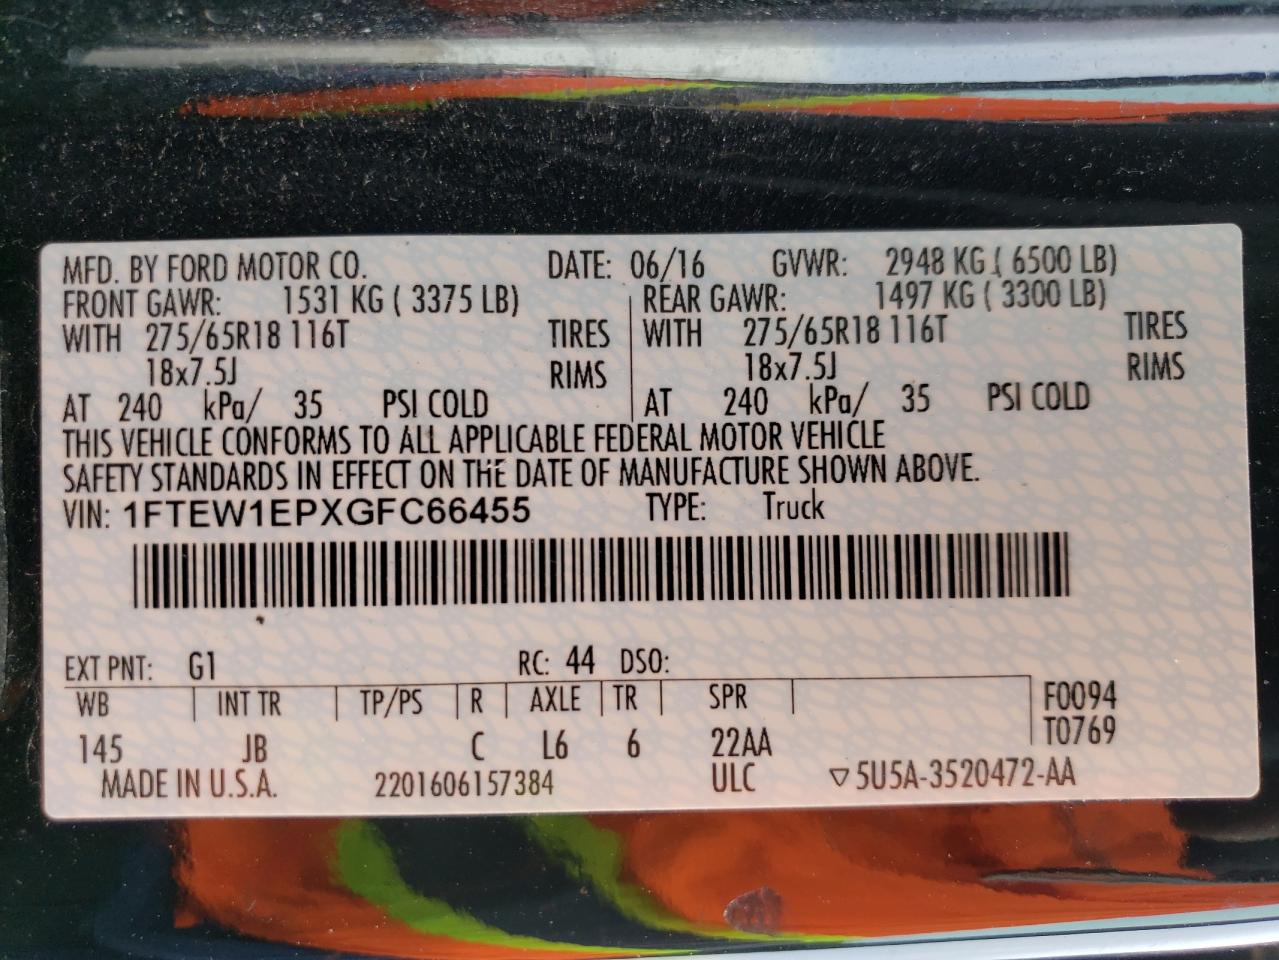 MFD. BY FORD MOTOR CO. DATE: 06/16 GVWR: 2948 KG ( 6500 LB)
FRONT GAWR: 1531 KG ( 3375 LB) REAR GAWR: 1497 KG ( 3300 LB)
WITH 275/65R18 116T TIRES WITH 275/65R18 116T TIRES
18x7.5J RIMS 18x7.5J RIMS
AT 240 kPa/ 35 PSI COLD AT 240 kPa/ 35 PSI COLD
THIS VEHICLE CONFORMS TO ALL APPLICABLE FEDERAL MOTOR VEHICLE
SAFETY STANDARDS IN EFFECT ON THE DATE OF MANUFACTURE SHOWN ABOVE.
VIN: 1FTEW1EPXGFC66455 TYPE: Truck
EXT PNT: G1 RC: 44 DSO:
WB INT TR TP/PS R AXLE TR SPR F0094
T0769
145 JB C L6 6 22AA
MADE IN U.S.A. 2201606157384 ULC ▽5U5A-3520472-AA